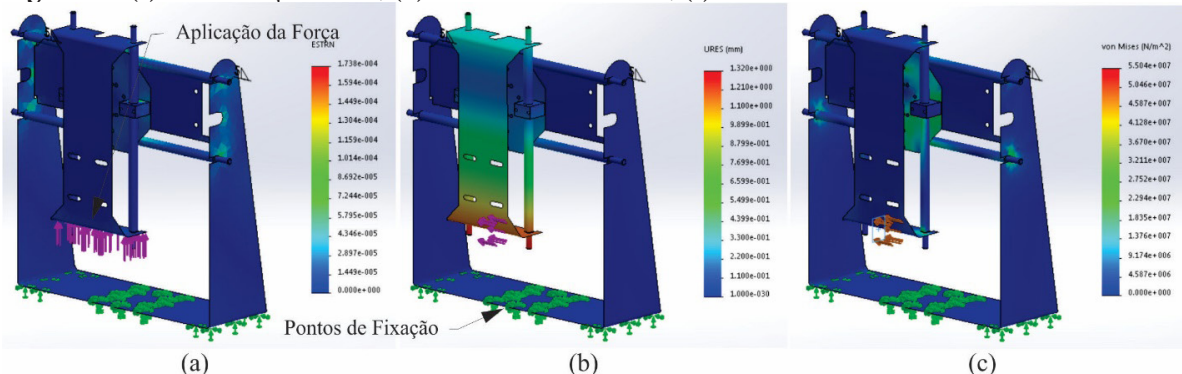 Aplicação da Força
ESTRN
1.738e-004
1.594e-004
1.449e-004
1.304e-004
1.159e-004
1.014e-004
8.692e-005
7.244e-005
5.795e-005
4.346e-005
2.897e-005
1.449e-005
0.000e+000
URES (mm)
1.320e+000
1.210e+000
1.100e+000
9.899e-001
8.799e-001
7.699e-001
6.599e-001
5.499e-001
4.399e-001
3.300e-001
2.200e-001
1.100e-001
1.000e-030
von Mises (N/m^2)
5.504e+007
5.046e+007
4.587e+007
4.128e+007
3.670e+007
3.211e+007
2.752e+007
2.294e+007
1.835e+007
1.376e+007
9.174e+006
4.587e+006
0.000e+000
Pontos de Fixação
(a)
(b)
(c)